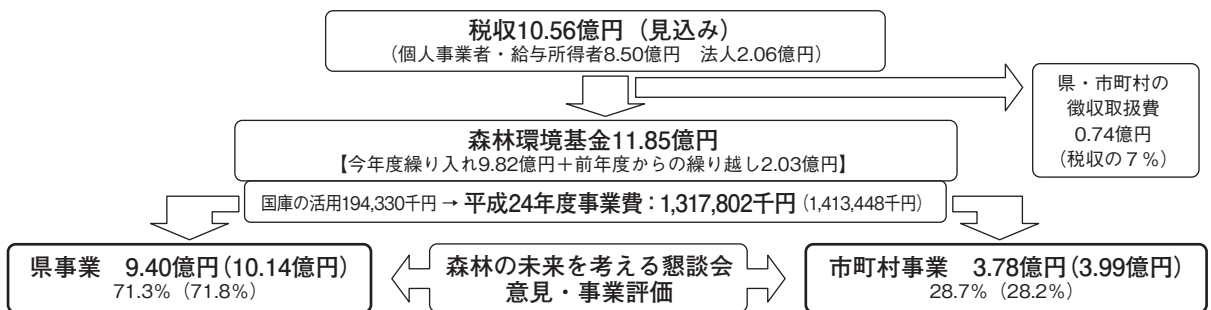 税収10.56億円（見込み）
（個人事業者・給与所得者8.50億円　法人2.06億円）
県・市町村の
徴収取扱費
0.74億円
（税収の７％）
森林環境基金11.85億円
【今年度繰り入れ9.82億円＋前年度からの繰り越し2.03億円】
国庫の活用194,330千円 → 平成24年度事業費：1,317,802千円（1,413,448千円）
県事業　9.40億円（10.14億円）
71.3%（71.8%）
森林の未来を考える懇談会
意見・事業評価
市町村事業　3.78億円（3.99億円）
28.7%（28.2%）